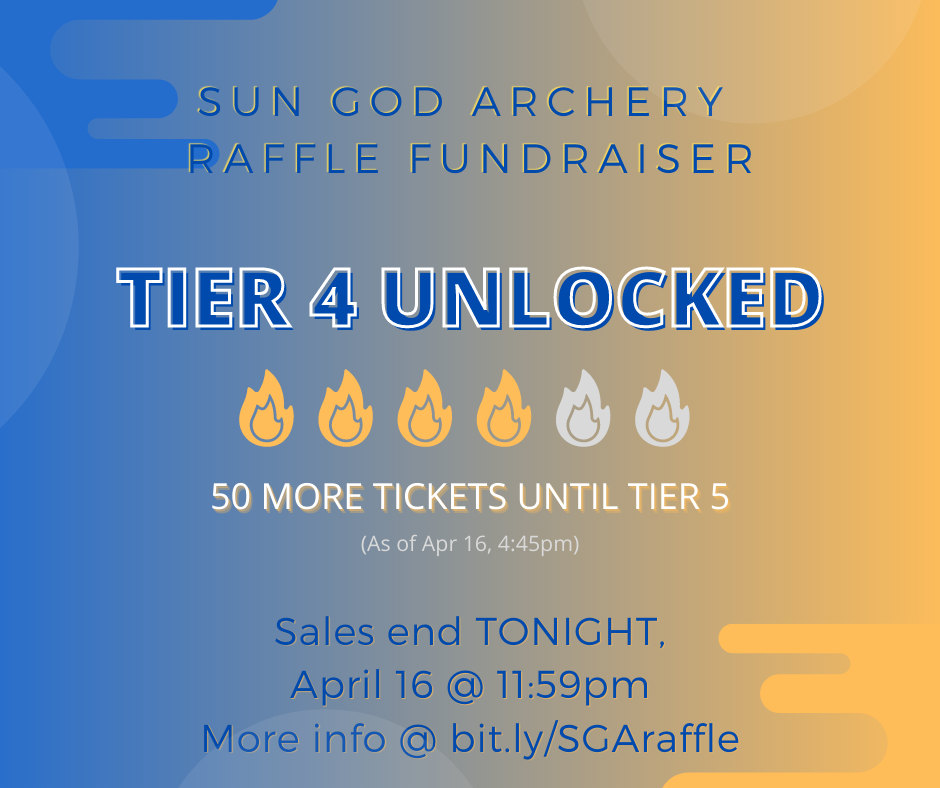 SUN GOD ARCHERY
RAFFLE FUNDRAISER
TIER 4 UNLOCKED
50 MORE TICKETS UNTIL TIER 5
(As of Apr 16, 4:45pm)
Sales end TONIGHT,
April 16 @ 11:59pm
More info @ bit.ly/SGAraffle